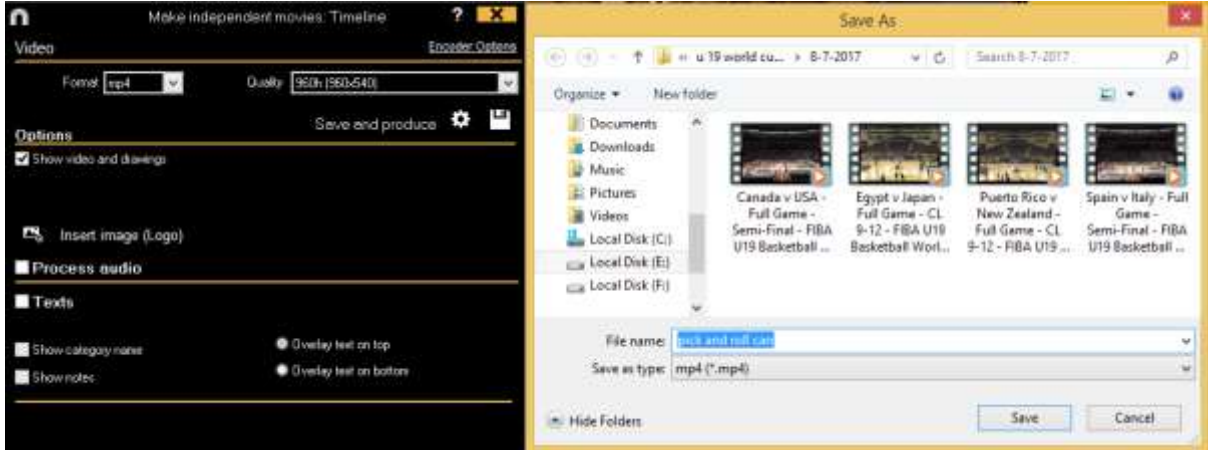 Make independent movies: Timeline
?
Video
Encoder Options
Format mp4
Quality 960h (960x540)
Save and produce
Options
Show video and drawings
Insert image (Logo)
Process audio
Texts
Show category name
Overlay text on top
Show notes
Overlay text on bottom
Save As
« u 19 world cu... › 8-7-2017
Search 8-7-2017
Organize
New folder
Documents
Downloads
Music
Pictures
Videos
Local Disk (C:)
Local Disk (E:)
Local Disk (F:)
Canada v USA -
Full Game -
Semi-Final - FIBA
U19 Basketball ...
Egypt v Japan -
Full Game - CL
9-12 - FIBA U19
Basketball Worl...
Puerto Rico v
New Zealand -
Full Game - CL
9-12 - FIBA U19 ...
Spain v Italy - Full
Game -
Semi-Final - FIBA
U19 Basketball ...
File name: pick and roll can
Save as type: mp4 (*.mp4)
Hide Folders
Save
Cancel